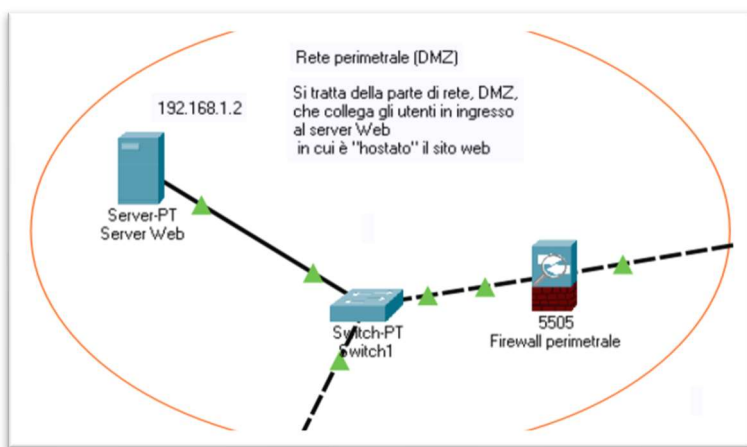 Rete perimetrale (DMZ)
Si tratta della parte di rete, DMZ,
che collega gli utenti in ingresso
al server Web
in cui è "hostato" il sito web
192.168.1.2
Server-PT
Server Web
Switch-PT
Switch1
5505
Firewall perimetrale